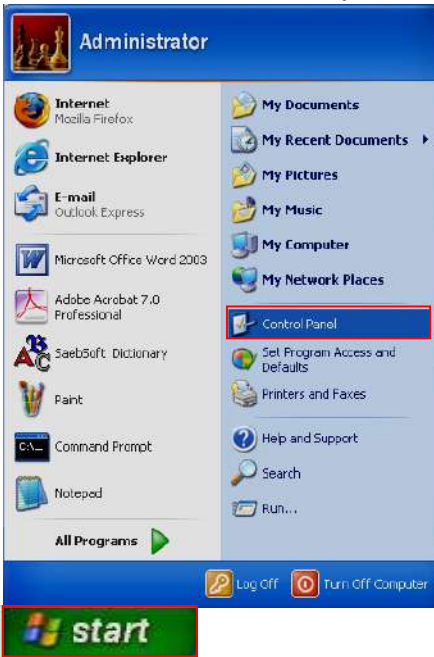 Administrator
Internet
Mozilla Firefox
Internet Explorer
E-mail
Outlook Express
Microsoft Office Word 2003
Adobe Acrobat 7.0
Professional
SaebSoft Dictionary
Paint
C:\_
Command Prompt
Notepad
All Programs
My Documents
My Recent Documents
My Pictures
My Music
My Computer
My Network Places
Control Panel
Set Program Access and
Defaults
Printers and Faxes
Help and Support
Search
Run...
Log Off
Turn Off Computer
start